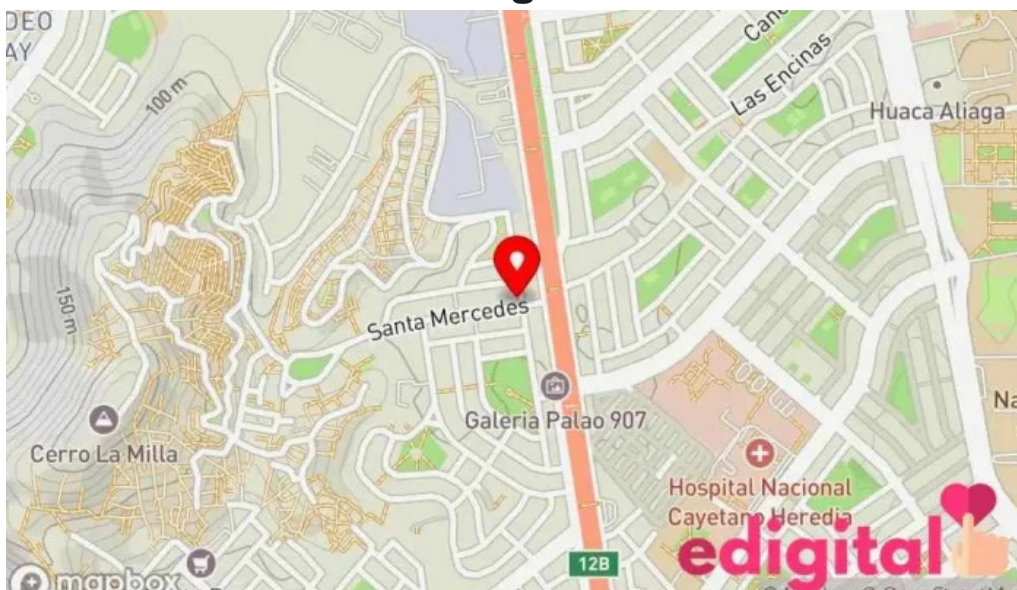 DEO
AY
100 m
Las Encinas
Huaca Aliaga
150 m
Santa Mercedes
Galeria Palao 907
Cerro La Milla
Hospital Nacional
Cayetano Heredia
edigital
12B
mapbox